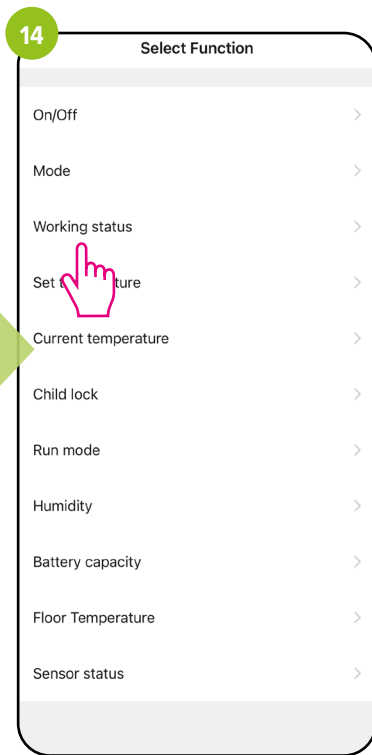 14
Select Function
On/Off
Mode
Working status
Set t ture
Current temperature
Child lock
Run mode
Humidity
Battery capacity
Floor Temperature
Sensor status